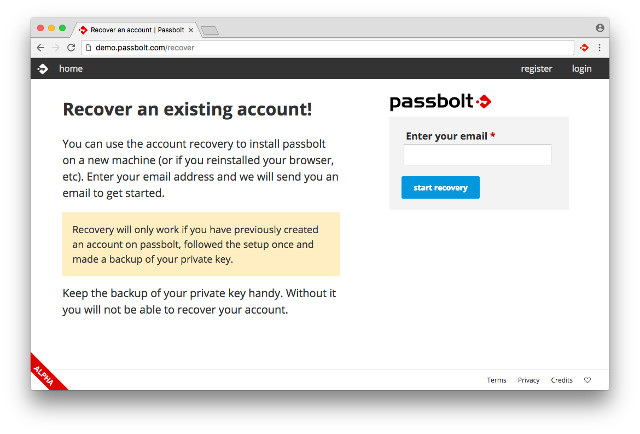 Recover an account | Passbolt
demo.passbolt.com/recover
home
register
login
Recover an existing account!
You can use the account recovery to install passbolt
on a new machine (or if you reinstalled your browser,
etc). Enter your email address and we will send you an
email to get started.
Recovery will only work if you have previously created
an account on passbolt, followed the setup once and
made a backup of your private key.
Keep the backup of your private key handy. Without it
you will not be able to recover your account.
passbolt
Enter your email *
start recovery
ALPHA
Terms
Privacy
Credits